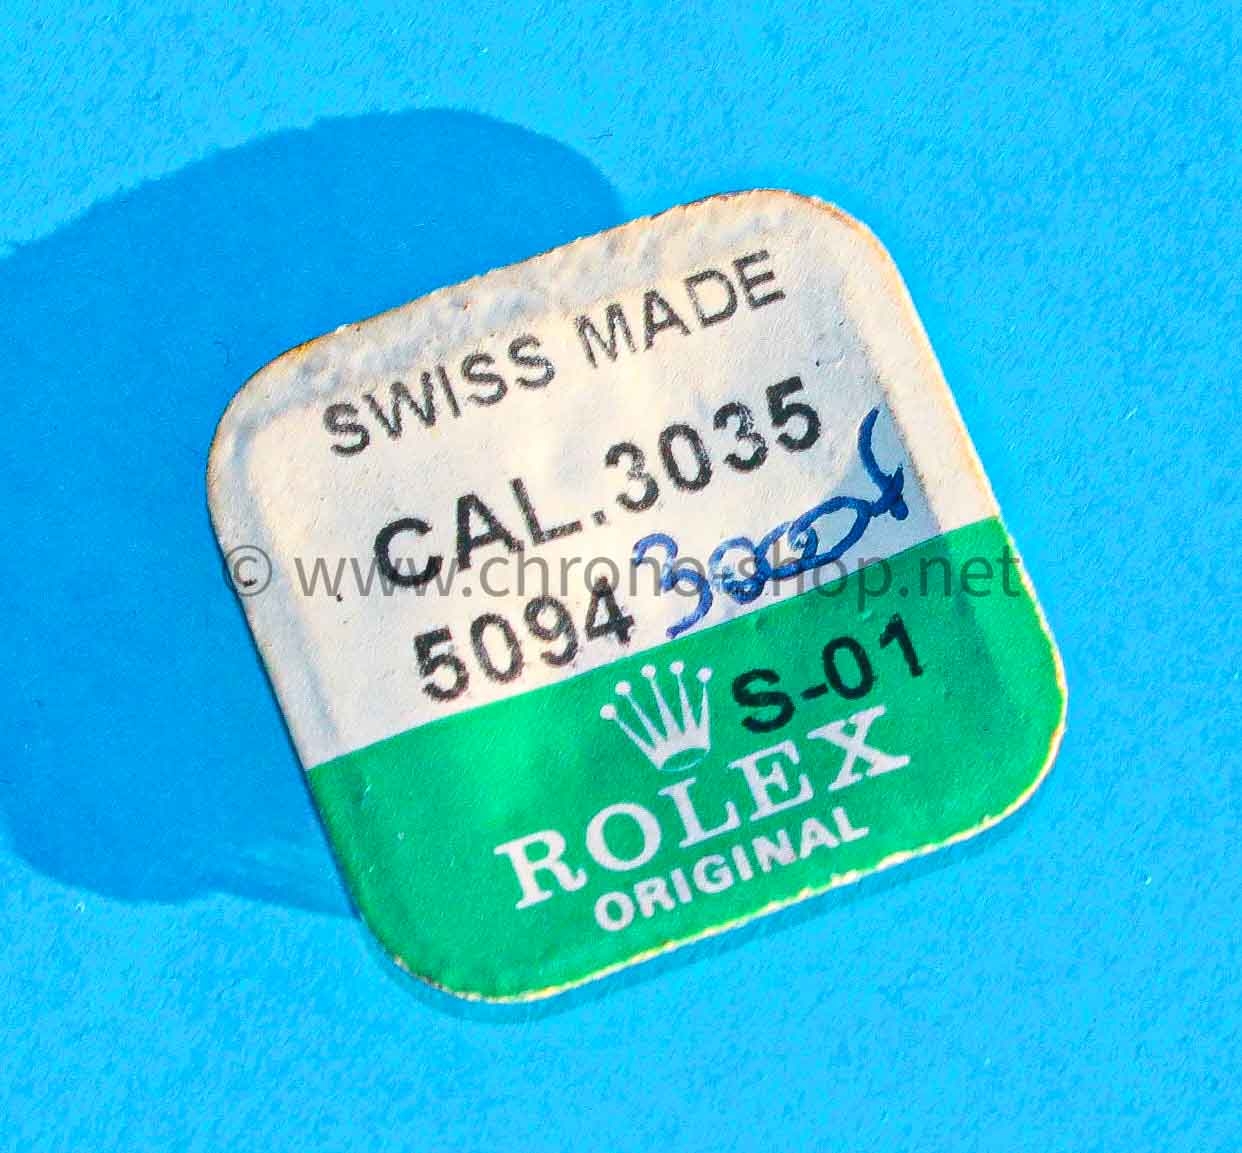 SWISS MADE
CAL.3035
5094
S-01
ROLEX
ORIGINAL
© www.chrono-shop.net